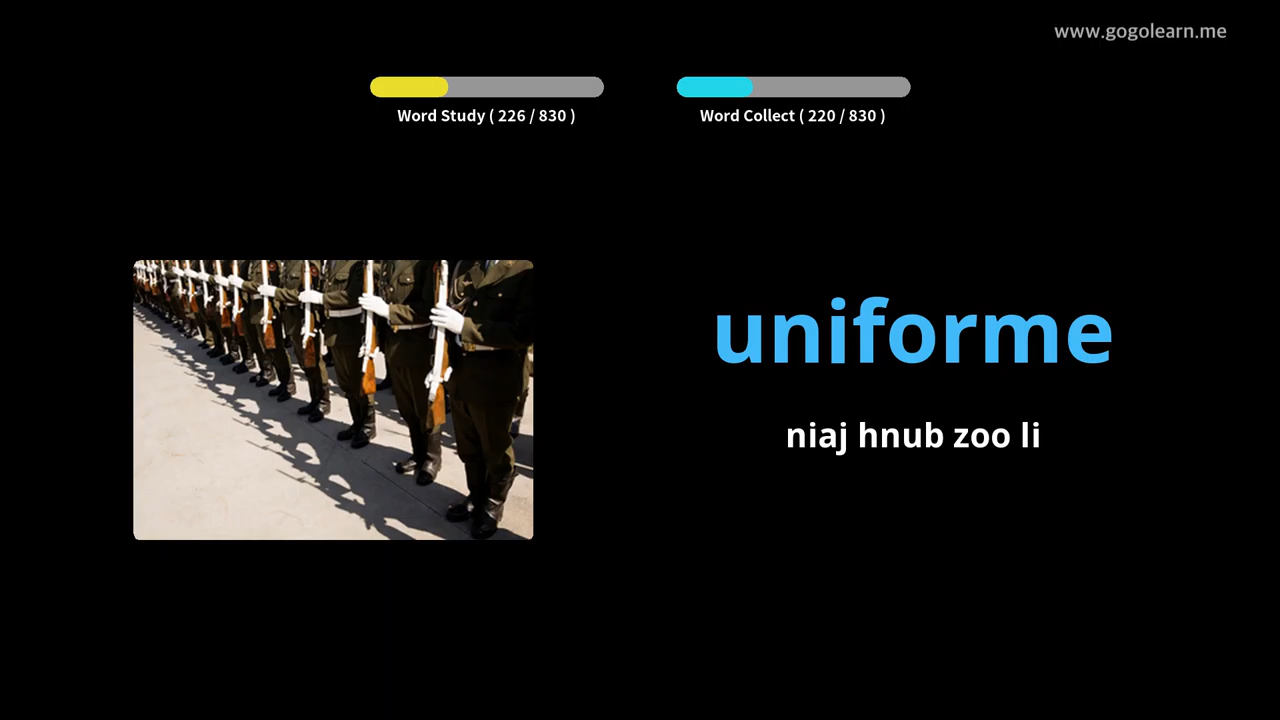 www.gogolearn.me
Word Study ( 226 / 830 )
Word Collect ( 220 / 830 )
uniforme
niaj hnub zoo li